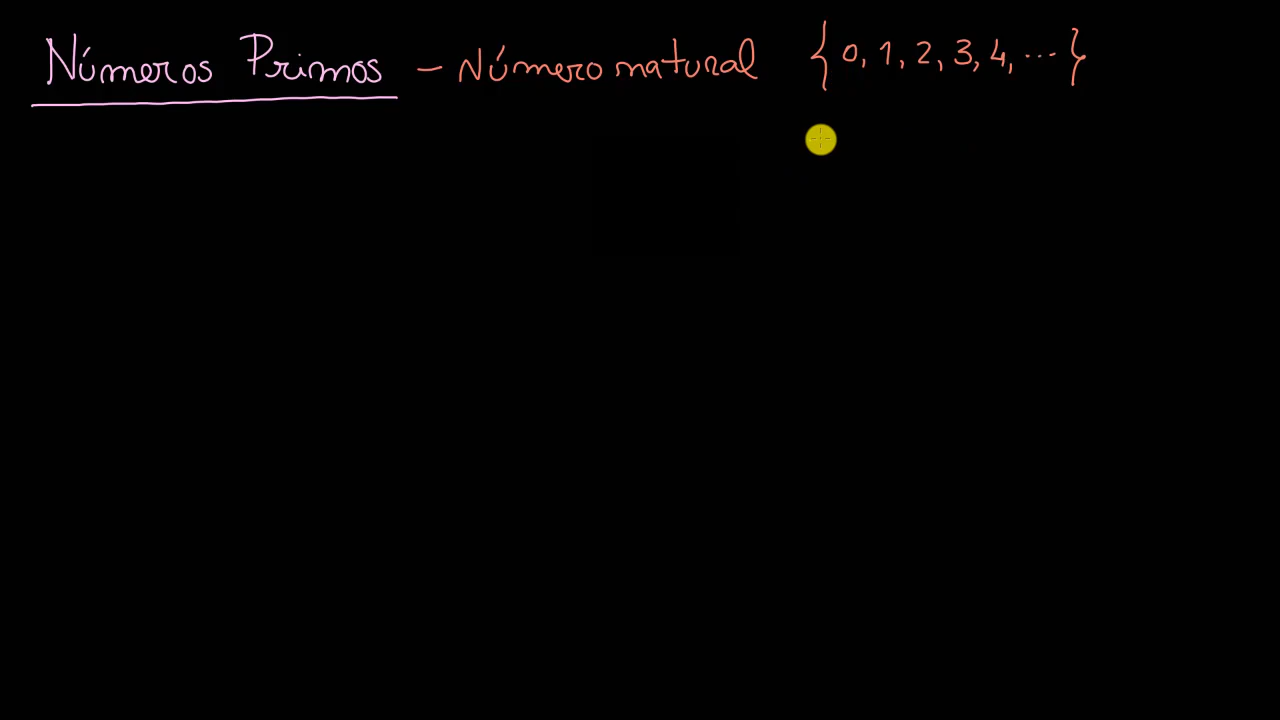 Números Primos - Número natural { 0, 1, 2, 3, 4, ... }